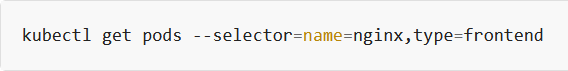 kubectl get pods --selector=name=nginx,type=frontend